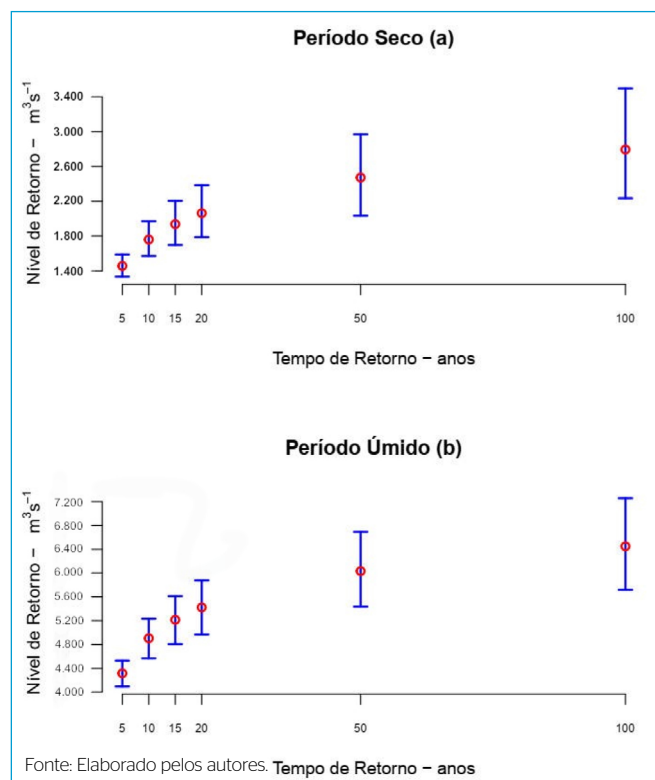 Período Seco (a)
Nível de Retorno – m³s⁻¹
3.400
3.000
2.600
2.200
1.800
1.400
5 10 15 20 50 100
Tempo de Retorno – anos
Período Úmido (b)
Nível de Retorno – m³s⁻¹
7.200
6.800
6.400
6.000
5.600
5.200
4.800
4.400
4.000
5 10 15 20 50 100
Fonte: Elaborado pelos autores. Tempo de Retorno – anos